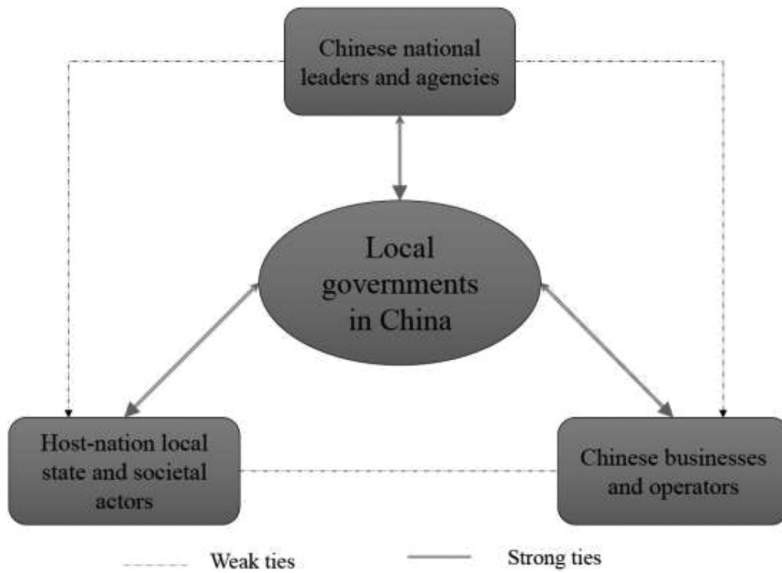 Chinese national
leaders and agencies
Local
governments
in China
Host-nation local
state and societal
actors
Chinese businesses
and operators
Weak ties
Strong ties